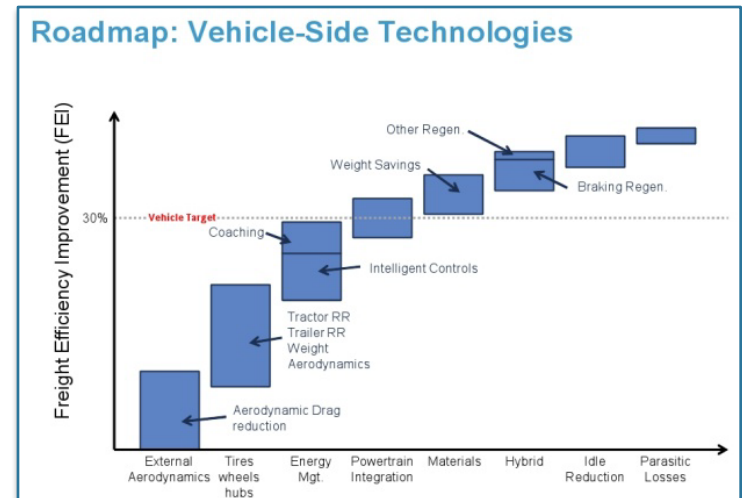 Roadmap: Vehicle-Side Technologies
Freight Efficiency Improvement (FEI)
Other Regen.
Weight Savings
Braking Regen.
30%
Vehicle Target
Coaching
Intelligent Controls
Tractor RR
Trailer RR
Weight
Aerodynamics
Aerodynamic Drag
reduction
External
Aerodynamics
Tires
wheels
hubs
Energy
Mgt.
Powertrain
Integration
Materials
Hybrid
Idle
Reduction
Parasitic
Losses